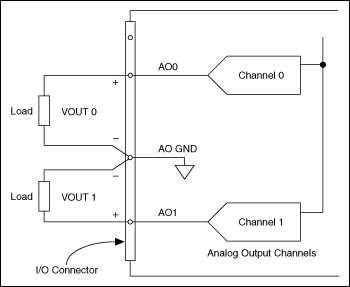 AO0
Channel 0
+
Load
VOUT 0
–
AO GND
–
Load
VOUT 1
+
AO1
Channel 1
Analog Output Channels
I/O Connector